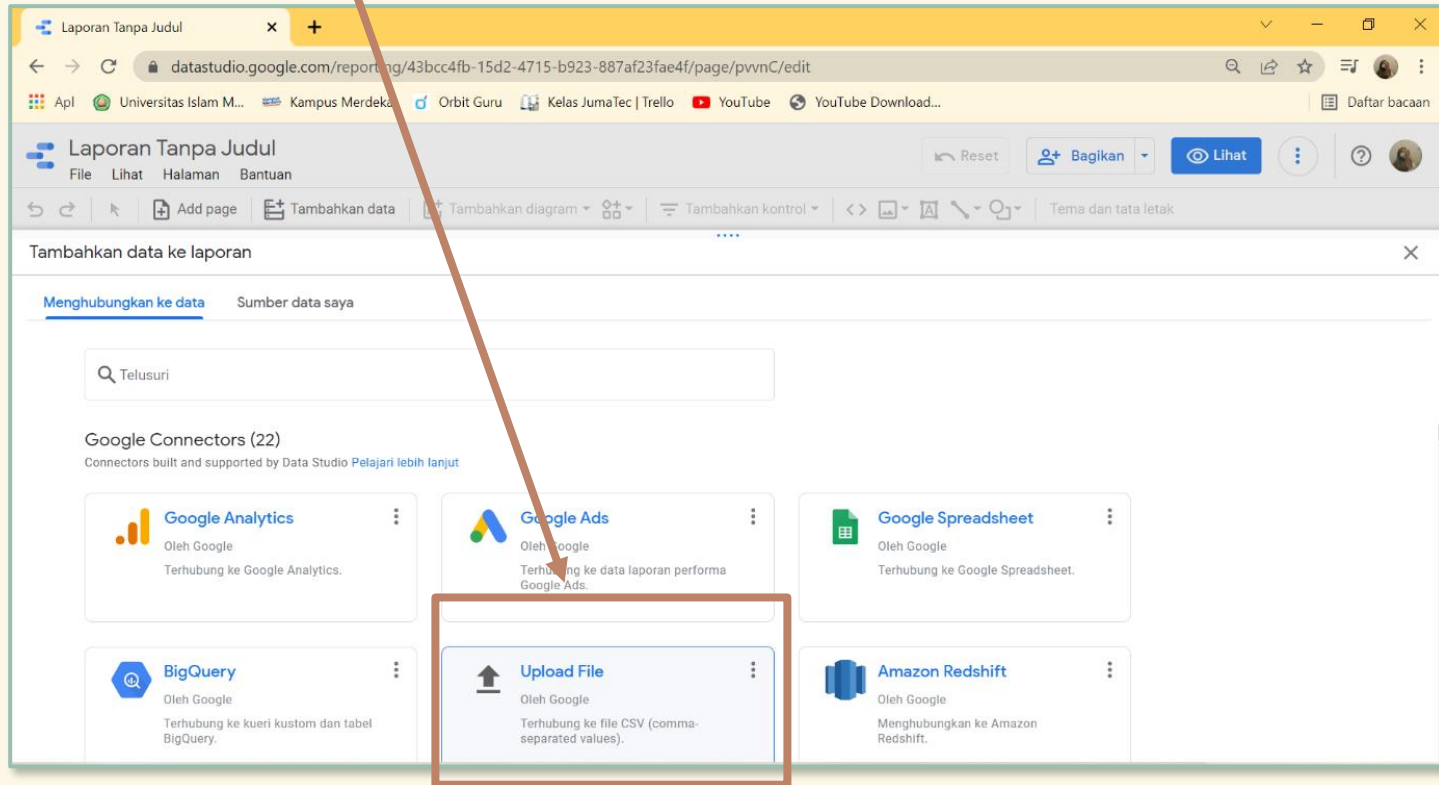 Laporan Tanpa Judul
datastudio.google.com/reporting/43bcc4fb-15d2-4715-b923-887af23fae4f/page/pvvnC/edit
Apl Universitas Islam M... Kampus Merdeka Orbit Guru Kelas JumaTec | Trello YouTube YouTube Download... Daftar bacaan
Laporan Tanpa Judul
File Lihat Halaman Bantuan
Reset Bagikan Lihat
Add page Tambahkan data Tambahkan diagram Tambahkan kontrol Tema dan tata letak
Tambahkan data ke laporan
Menghubungkan ke data Sumber data saya
Telusuri
Google Connectors (22)
Connectors built and supported by Data Studio Pelajari lebih lanjut
Google Analytics
Oleh Google
Terhubung ke Google Analytics.
Google Ads
Oleh Google
Terhubung ke data laporan performa
Google Ads.
Google Spreadsheet
Oleh Google
Terhubung ke Google Spreadsheet.
BigQuery
Oleh Google
Terhubung ke kueri kustom dan tabel
BigQuery.
Upload File
Oleh Google
Terhubung ke file CSV (comma-
separated values).
Amazon Redshift
Oleh Google
Menghubungkan ke Amazon
Redshift.